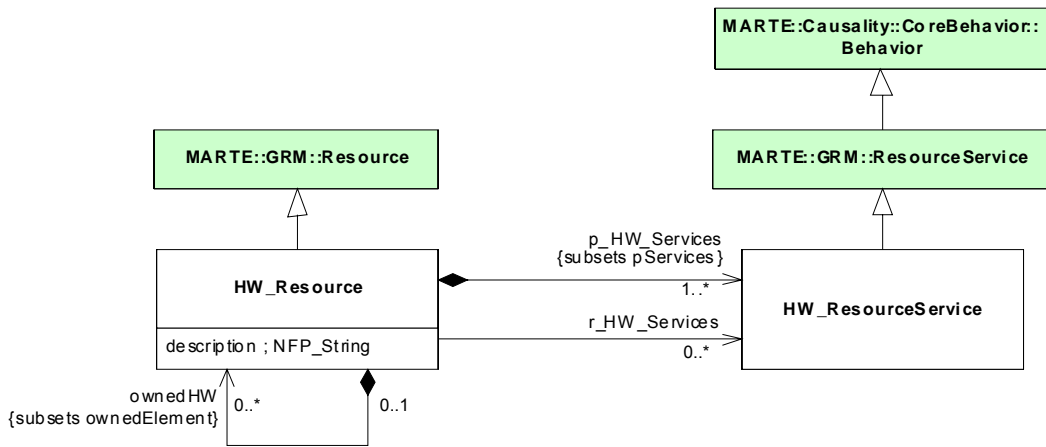 MARTE::Causality::CoreBehavior::
Behavior
MARTE::GRM::Resource
MARTE::GRM::ResourceService
p_HW_Services
{subsets pServices}
HW_Resource
1..*
HW_ResourceService
r_HW_Services
description ; NFP_String
0..*
ownedHW
{subsets ownedElement}
0..*
0..1